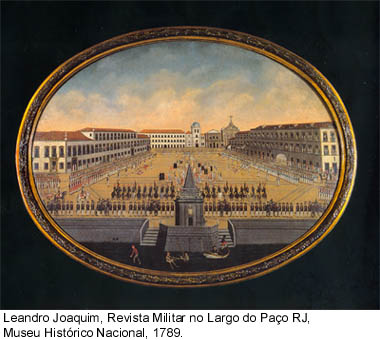 Leandro Joaquim, Revista Militar no Largo do Paço RJ,
Museu Histórico Nacional, 1789.